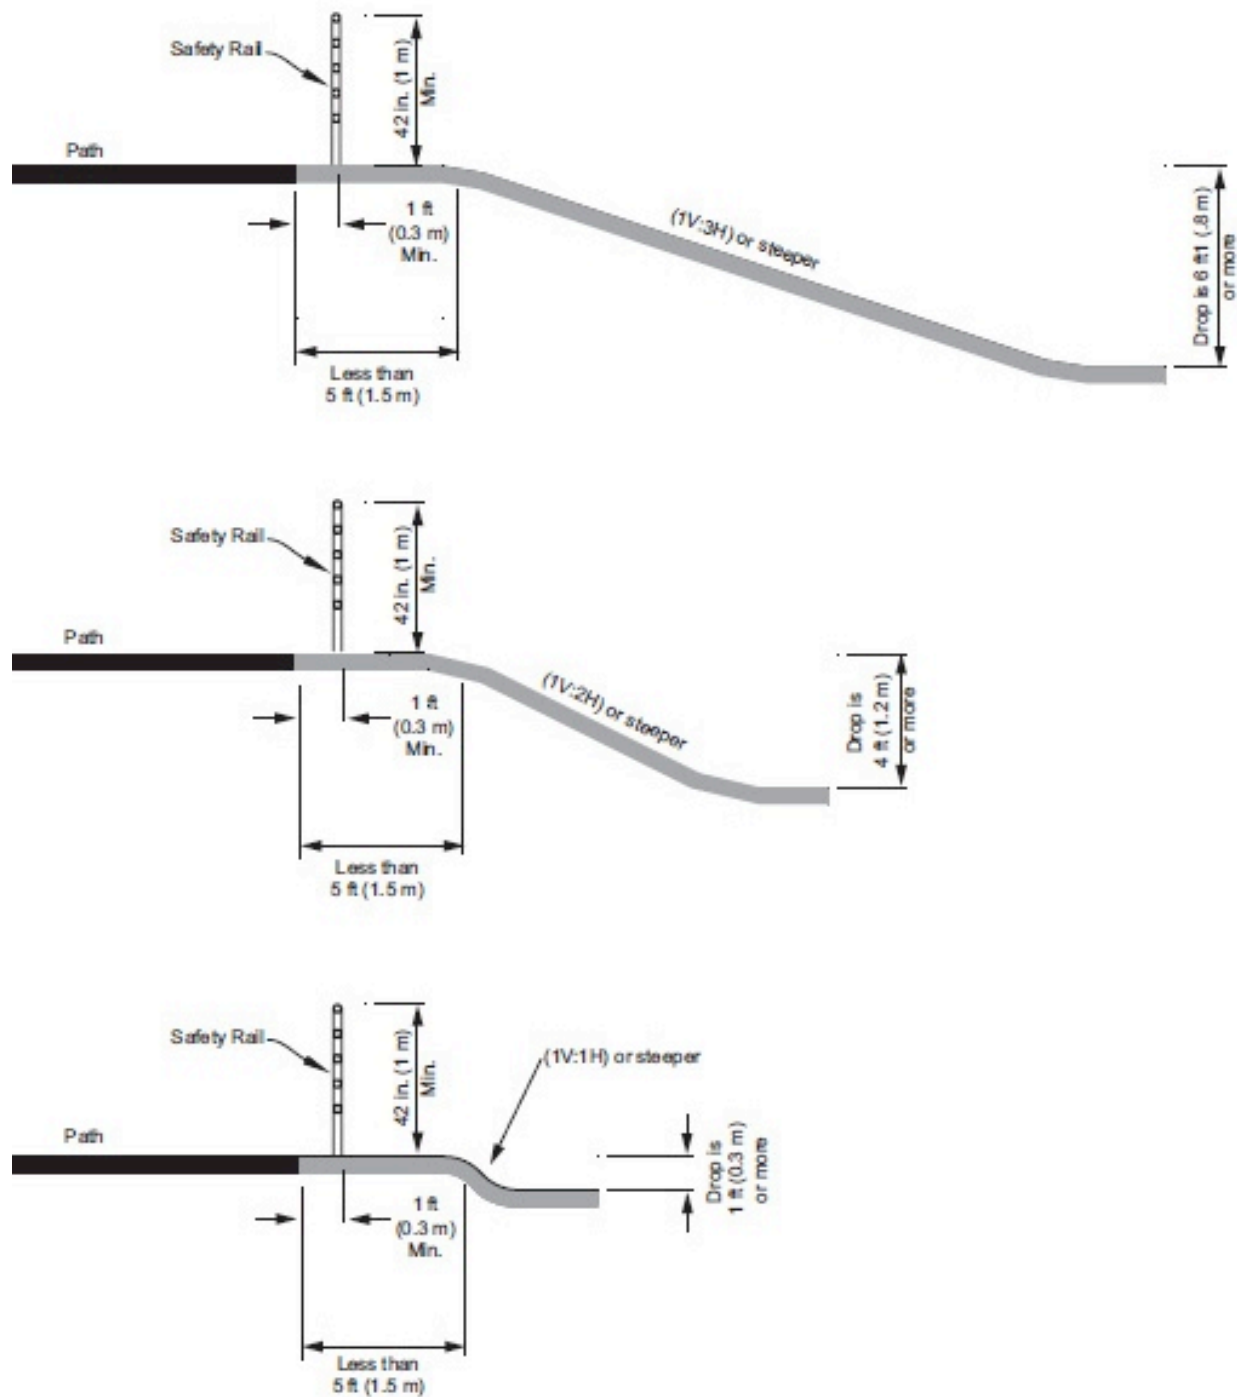 Safety Rail
42 in. (1 m)
Min.
Path
1 ft
(0.3 m)
Min.
(1V:3H) or steeper
Drop is 6 ft1 (.8 m)
or more
Less than
5 ft (1.5 m)
Safety Rail
42 in. (1 m)
Min.
Path
1 ft
(0.3 m)
Min.
(1V:2H) or steeper
Drop is
4 ft (1.2 m)
or more
Less than
5 ft (1.5 m)
Safety Rail
42 in. (1 m)
Min.
(1V:1H) or steeper
Path
1 ft
(0.3 m)
Min.
Drop is
1 ft (0.3 m)
or more
Less than
5 ft (1.5 m)